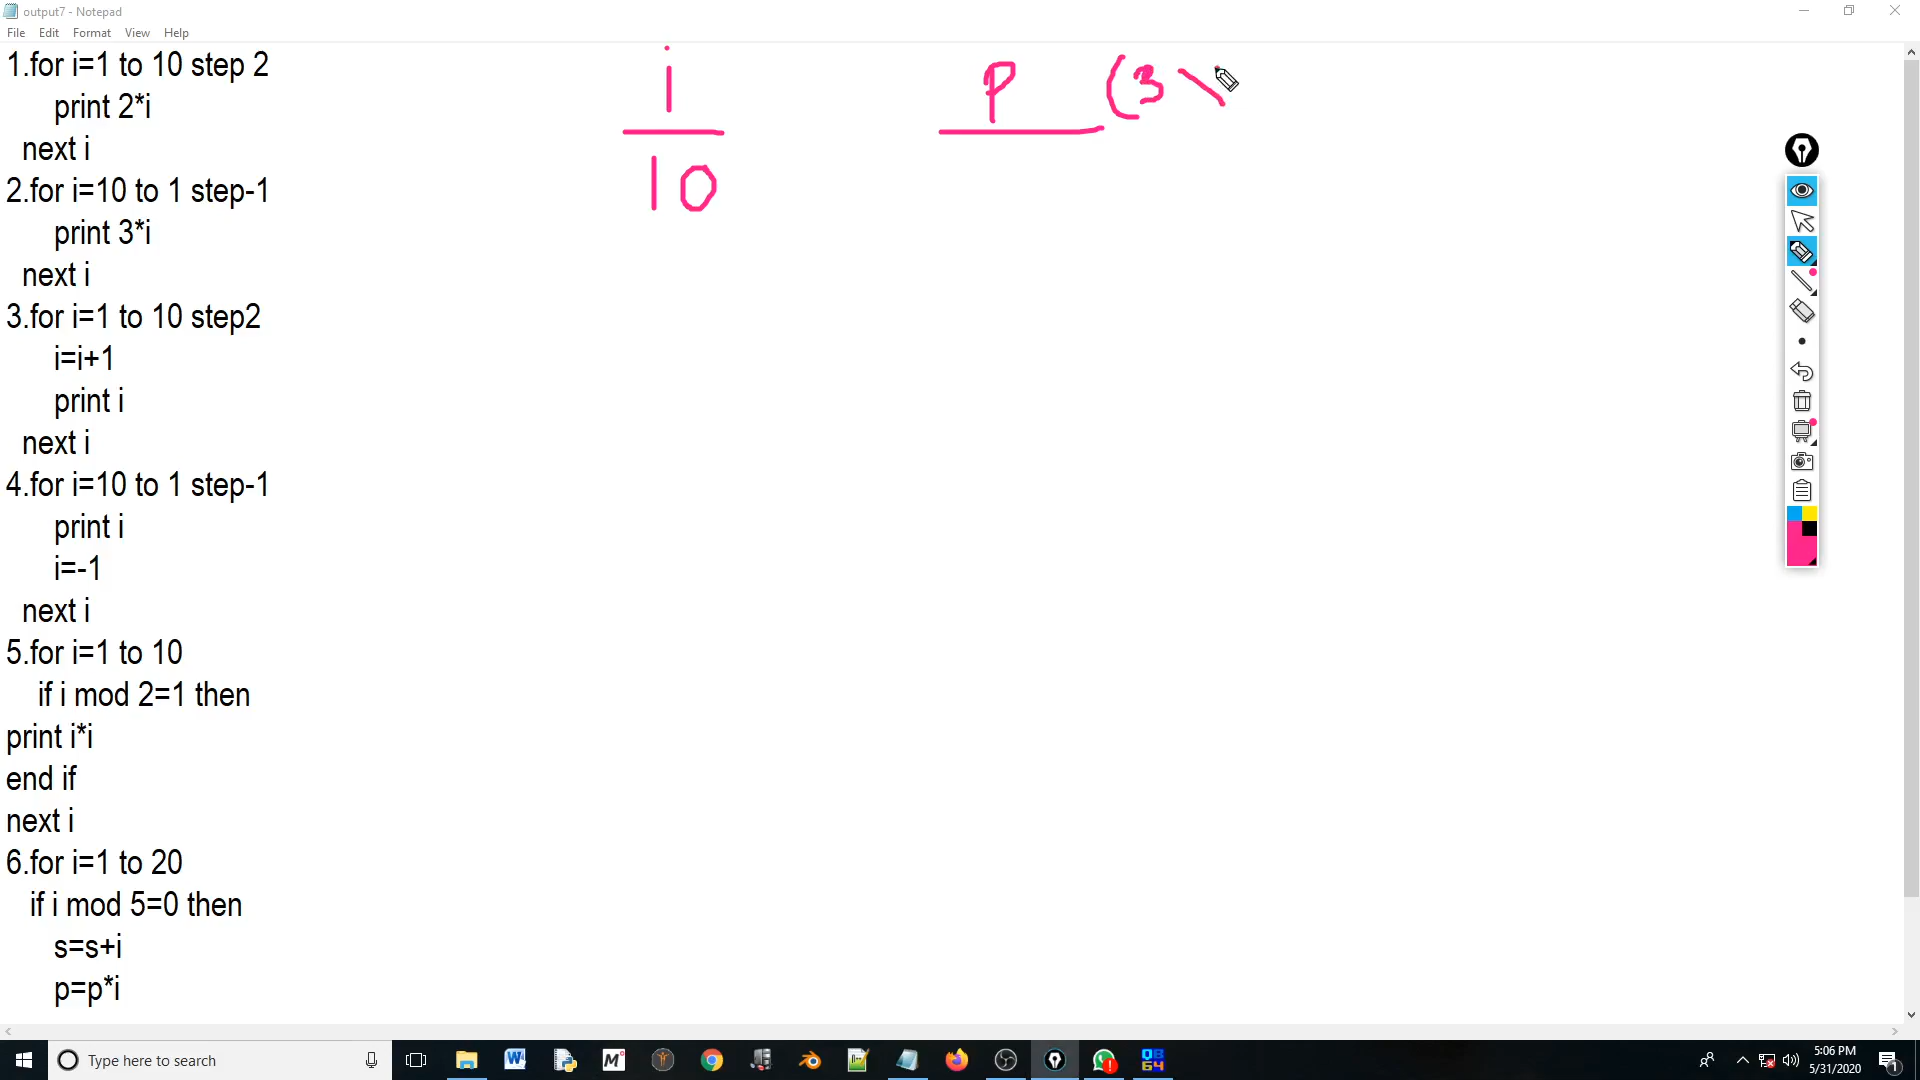 output7 - Notepad
File Edit Format View Help
1.for i=1 to 10 step 2
print 2*i
next i
2.for i=10 to 1 step-1
print 3*i
next i
3.for i=1 to 10 step2
i=i+1
print i
next i
4.for i=10 to 1 step-1
print i
i=-1
next i
5.for i=1 to 10
if i mod 2=1 then
print i*i
end if
next i
6.for i=1 to 20
if i mod 5=0 then
s=s+i
p=p*i
i
10
P (3 \
Type here to search
5:06 PM
5/31/2020
1